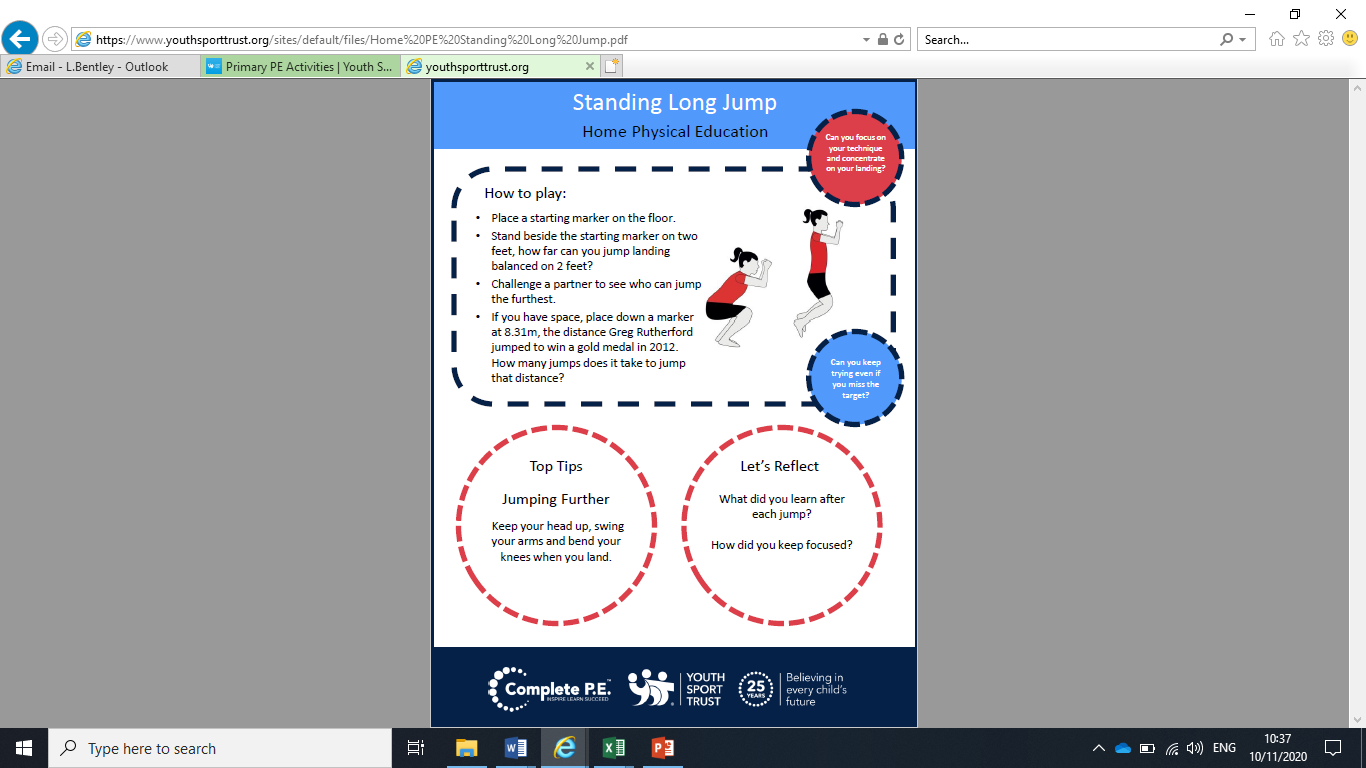 https://www.youthsporttrust.org/sites/default/files/Home%20PE%20Standing%20Long%20Jump.pdf
Search...
Email - L.Bentley - Outlook
Primary PE Activities | Youth S...
youthsporttrust.org
Standing Long Jump
Home Physical Education
Can you focus on
your technique
and concentrate
on your landing?
How to play:
• Place a starting marker on the floor.
• Stand beside the starting marker on two
feet, how far can you jump landing
balanced on 2 feet?
• Challenge a partner to see who can jump
the furthest.
• If you have space, place down a marker
at 8.31m, the distance Greg Rutherford
jumped to win a gold medal in 2012.
How many jumps does it take to jump
that distance?
Can you keep
trying even if
you miss the
target?
Top Tips
Jumping Further
Keep your head up, swing
your arms and bend your
knees when you land.
Let's Reflect
What did you learn after
each jump?
How did you keep focused?
Complete P.E.™
INSPIRE LEARN SUCCEED
YOUTH
SPORT
TRUST
25
YEARS
Believing in
every child's
future
Type here to search
ENG
10:37
10/11/2020